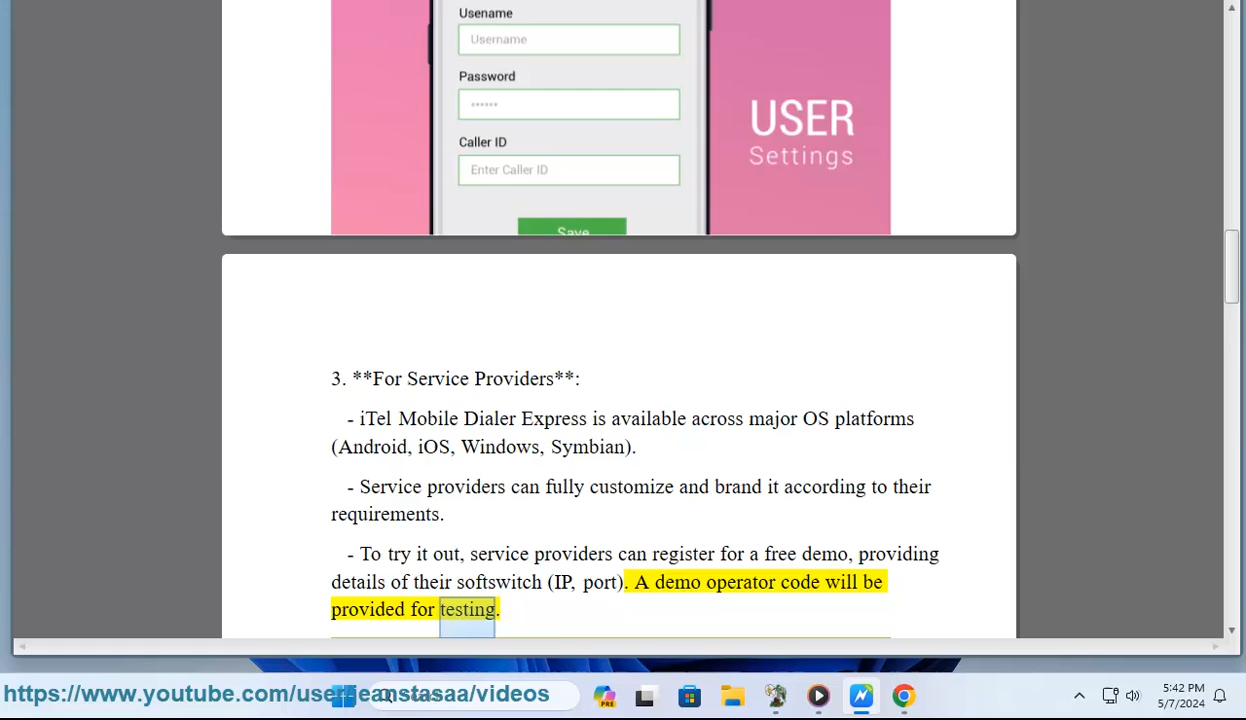 Usename
Username
Password
USER
Settings
Caller ID
Enter Caller ID
Save
3. **For Service Providers**:
- iTel Mobile Dialer Express is available across major OS platforms
(Android, iOS, Windows, Symbian).
- Service providers can fully customize and brand it according to their
requirements.
- To try it out, service providers can register for a free demo, providing
details of their softswitch (IP, port). A demo operator code will be
provided for testing.
PRE
5:42 PM
5/7/2024